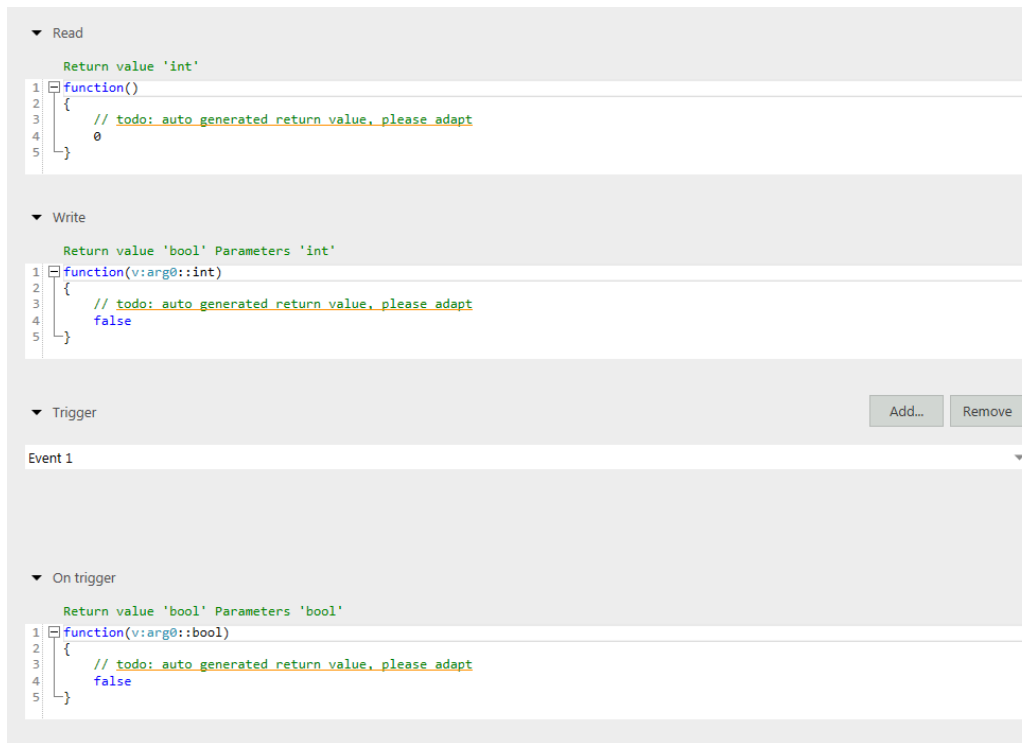 Read
Return value 'int'
1 function()
2 {
3 // todo: auto generated return value, please adapt
4 0
5 }
Write
Return value 'bool' Parameters 'int'
1 function(v:arg0::int)
2 {
3 // todo: auto generated return value, please adapt
4 false
5 }
Trigger Add... Remove
Event 1
On trigger
Return value 'bool' Parameters 'bool'
1 function(v:arg0::bool)
2 {
3 // todo: auto generated return value, please adapt
4 false
5 }